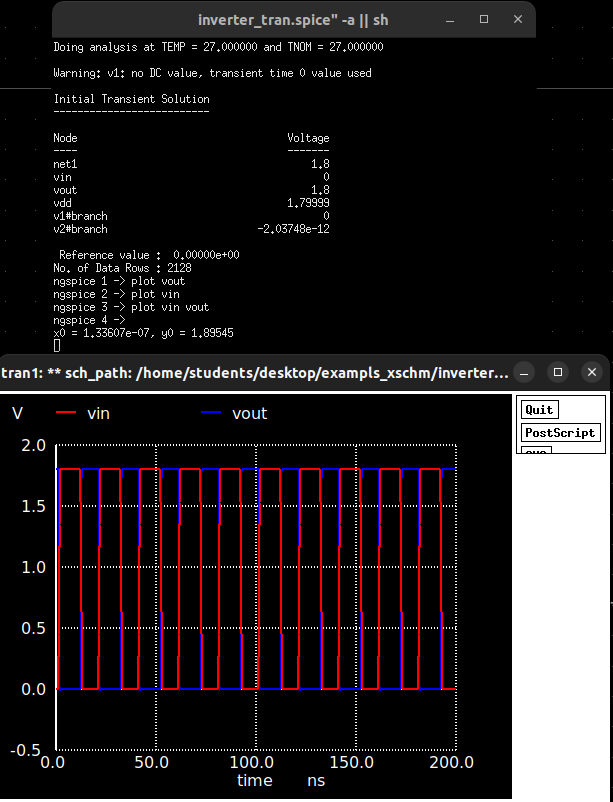 inverter_tran.spice" -a || sh
Doing analysis at TEMP = 27.000000 and TNOM = 27.000000
Warning: v1: no DC value, transient time 0 value used
Initial Transient Solution
--------------------------
Node Voltage
---- -------
net1 1.8
vin 0
vout 1.8
vdd 1.79999
v1#branch 0
v2#branch -2.03748e-12
Reference value : 0.00000e+00
No. of Data Rows : 2128
ngspice 1 -> plot vout
ngspice 2 -> plot vin
ngspice 3 -> plot vin vout
ngspice 4 ->
x0 = 1.33607e-07, y0 = 1.89545
tran1: ** sch_path: /home/students/desktop/exampls_xschm/inverter...
V vin vout
Quit
PostScript
2.0
1.5
1.0
0.5
0.0
-0.5
0.0 50.0 100.0 150.0 200.0
time ns